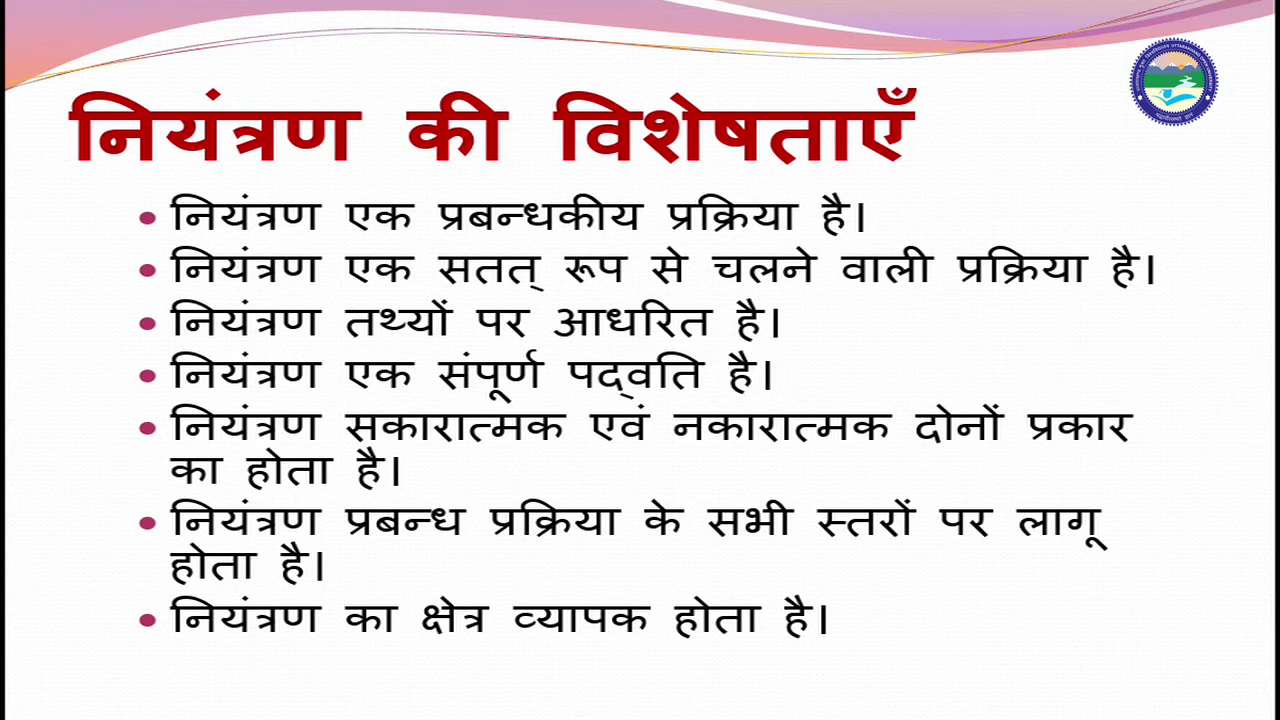 नियंत्रण की विशेषताएँ
• नियंत्रण एक प्रबन्धकीय प्रक्रिया है।
• नियंत्रण एक सतत् रूप से चलने वाली प्रक्रिया है।
• नियंत्रण तथ्यों पर आधरित है।
• नियंत्रण एक संपूर्ण पद्वति है।
• नियंत्रण सकारात्मक एवं नकारात्मक दोनों प्रकार
का होता है।
• नियंत्रण प्रबन्ध प्रक्रिया के सभी स्तरों पर लागू
होता है।
• नियंत्रण का क्षेत्र व्यापक होता है।